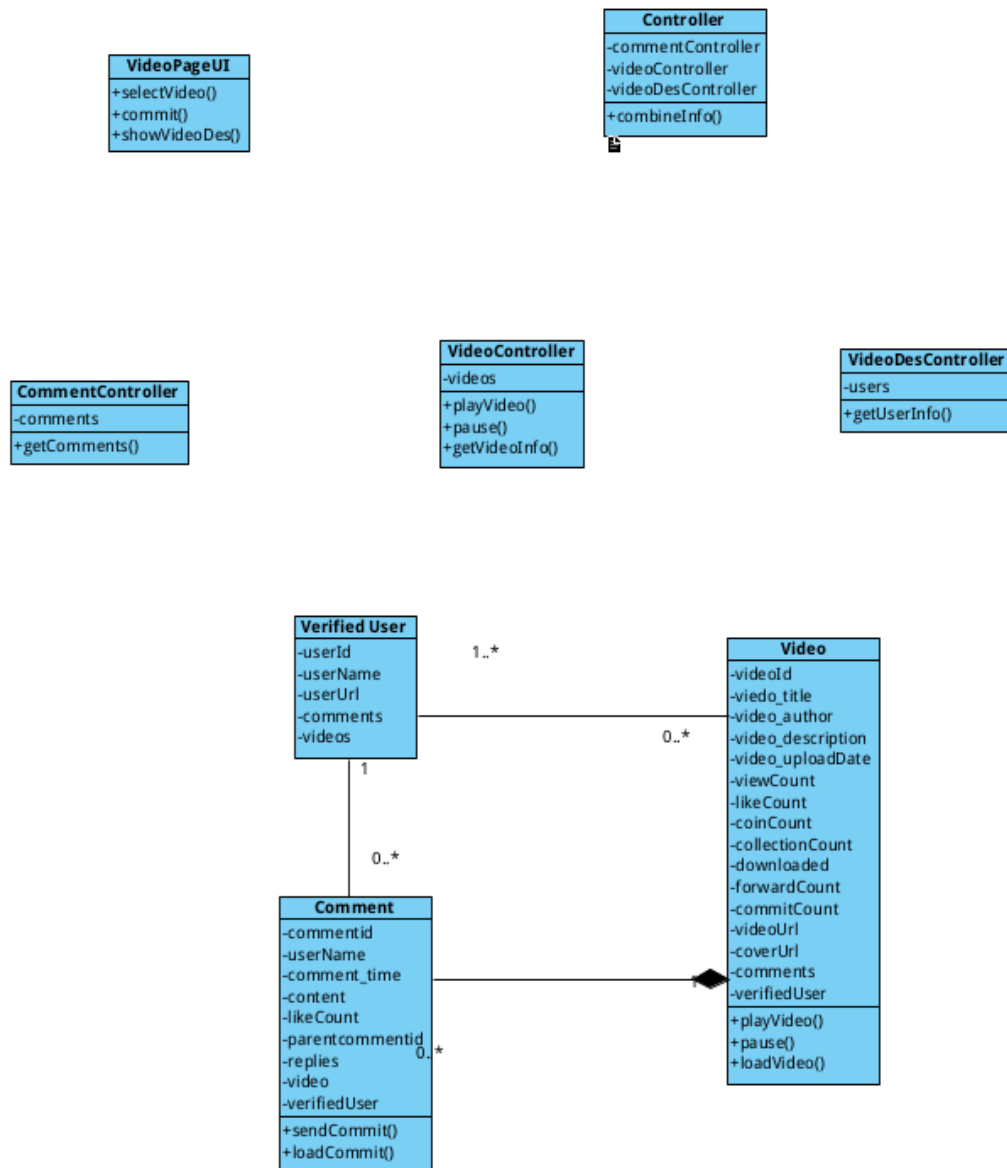 VideoPageUI
+selectVideo()
+commit()
+showVideoDes()
Controller
-commentController
-videoController
-videoDesController
+combineInfo()
CommentController
-comments
+getComments()
VideoController
-videos
+playVideo()
+pause()
+getVideoInfo()
VideoDesController
-users
+getUserInfo()
Verified User
-userId
-userName
-userUrl
-comments
-videos
1..*
0..*
1
0..*
Video
-videoId
-viedo_title
-video_author
-video_description
-video_uploadDate
-viewCount
-likeCount
-coinCount
-collectionCount
-downloaded
-forwardCount
-commitCount
-videoUrl
-coverUrl
-comments
-verifiedUser
+playVideo()
+pause()
+loadVideo()
Comment
-commentid
-userName
-comment_time
-content
-likeCount
-parentcommentid
-replies
-video
-verifiedUser
+sendCommit()
+loadCommit()
0..*
1